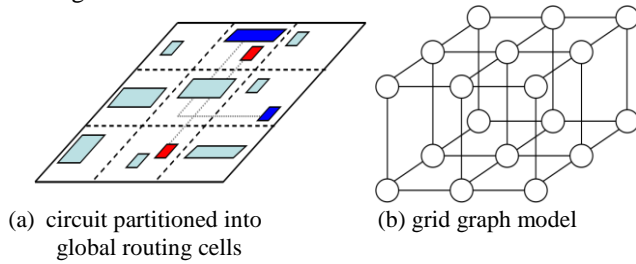 (a) circuit partitioned into
global routing cells
(b) grid graph model